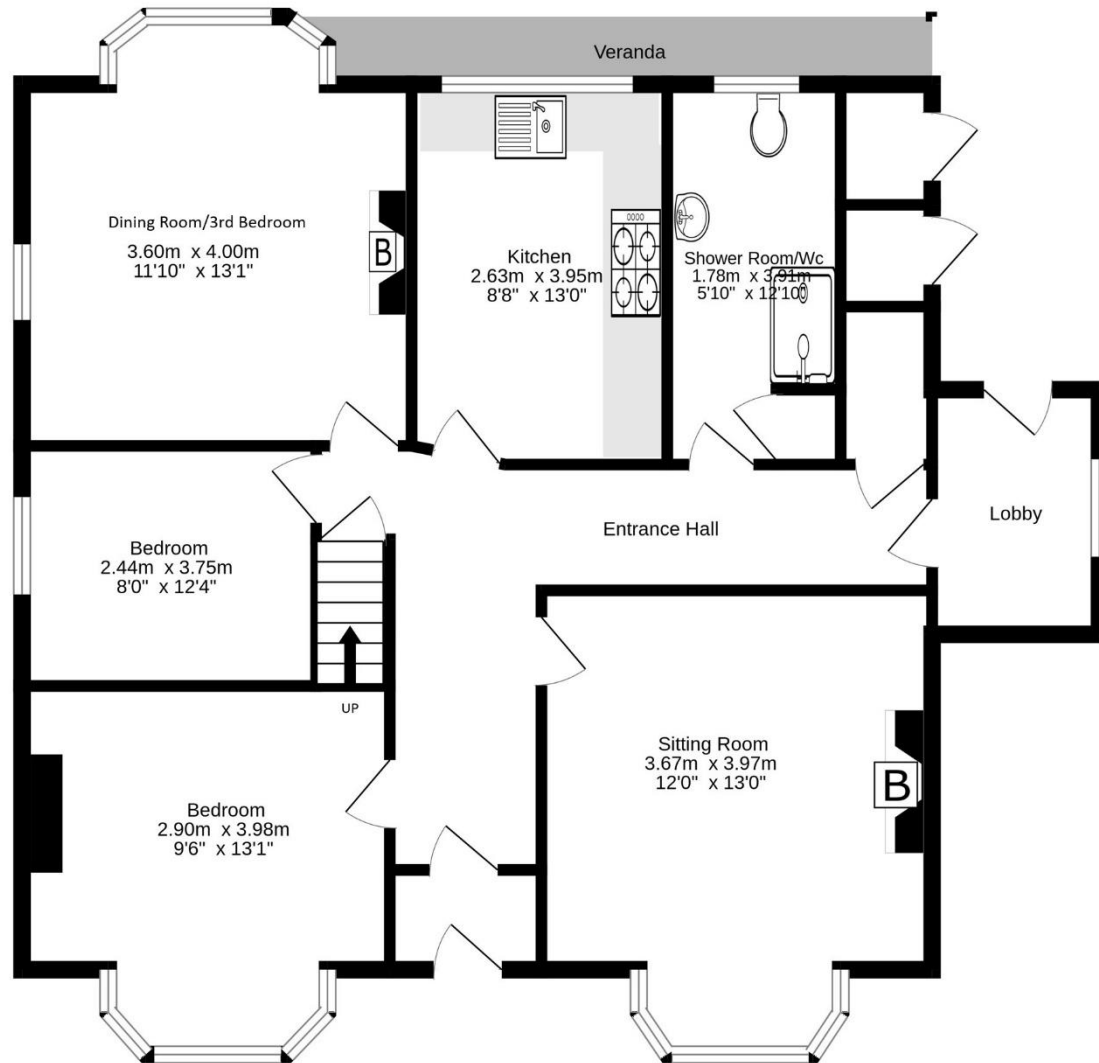 Veranda
Dining Room/3rd Bedroom
3.60m x 4.00m
11'10" x 13'1"
B
Kitchen
2.63m x 3.95m
8'8" x 13'0"
Shower Room/Wc
1.78m x 3.91m
5'10" x 12'10"
Bedroom
2.44m x 3.75m
8'0" x 12'4"
Entrance Hall
Lobby
UP
Sitting Room
3.67m x 3.97m
12'0" x 13'0"
B
Bedroom
2.90m x 3.98m
9'6" x 13'1"